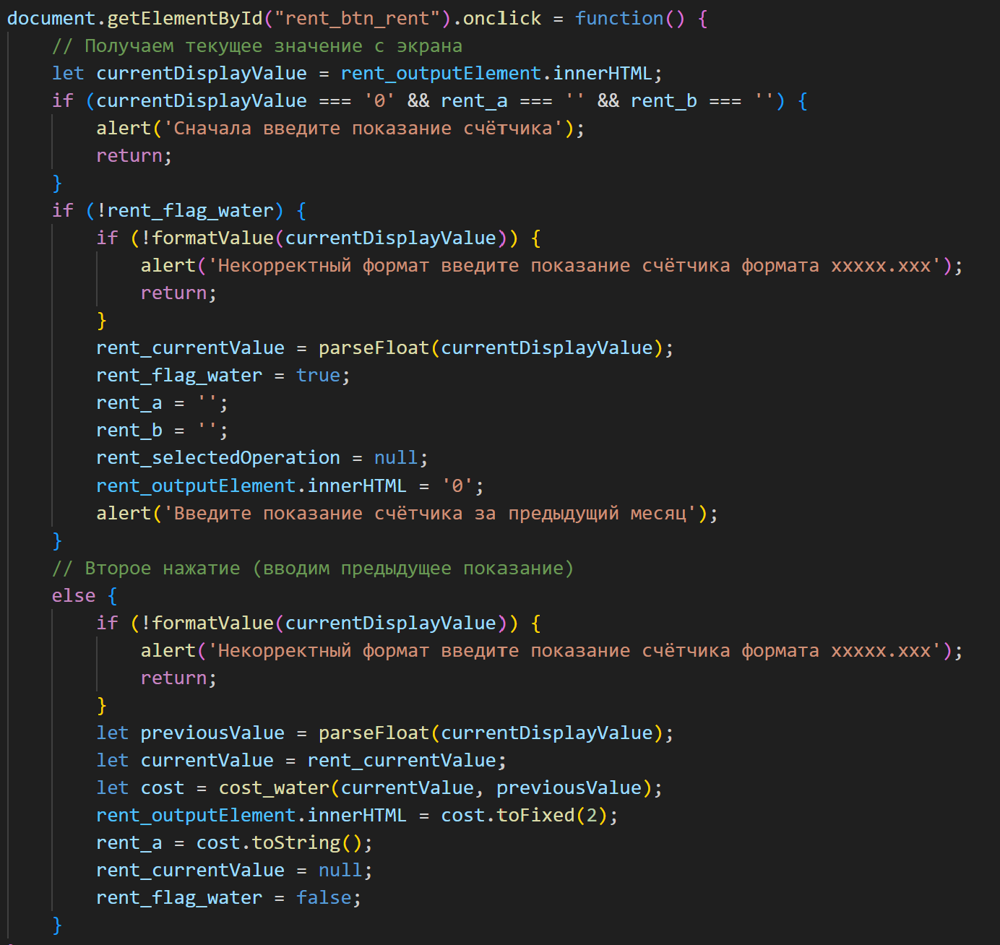 document.getElementById("rent_btn_rent").onclick = function() {
    // Получаем текущее значение с экрана
    let currentDisplayValue = rent_outputElement.innerHTML;
    if (currentDisplayValue === '0' && rent_a === '' && rent_b === '') {
        alert('Сначала введите показание счётчика');
        return;
    }
    if (!rent_flag_water) {
        if (!formatValue(currentDisplayValue)) {
            alert('Некорректный формат введите показание счётчика формата xxxxx.xxx');
            return;
        }
        rent_currentValue = parseFloat(currentDisplayValue);
        rent_flag_water = true;
        rent_a = '';
        rent_b = '';
        rent_selectedOperation = null;
        rent_outputElement.innerHTML = '0';
        alert('Введите показание счётчика за предыдущий месяц');
    }
    // Второе нажатие (вводим предыдущее показание)
    else {
        if (!formatValue(currentDisplayValue)) {
            alert('Некорректный формат введите показание счётчика формата xxxxx.xxx');
            return;
        }
        let previousValue = parseFloat(currentDisplayValue);
        let currentValue = rent_currentValue;
        let cost = cost_water(currentValue, previousValue);
        rent_outputElement.innerHTML = cost.toFixed(2);
        rent_a = cost.toString();
        rent_currentValue = null;
        rent_flag_water = false;
    }